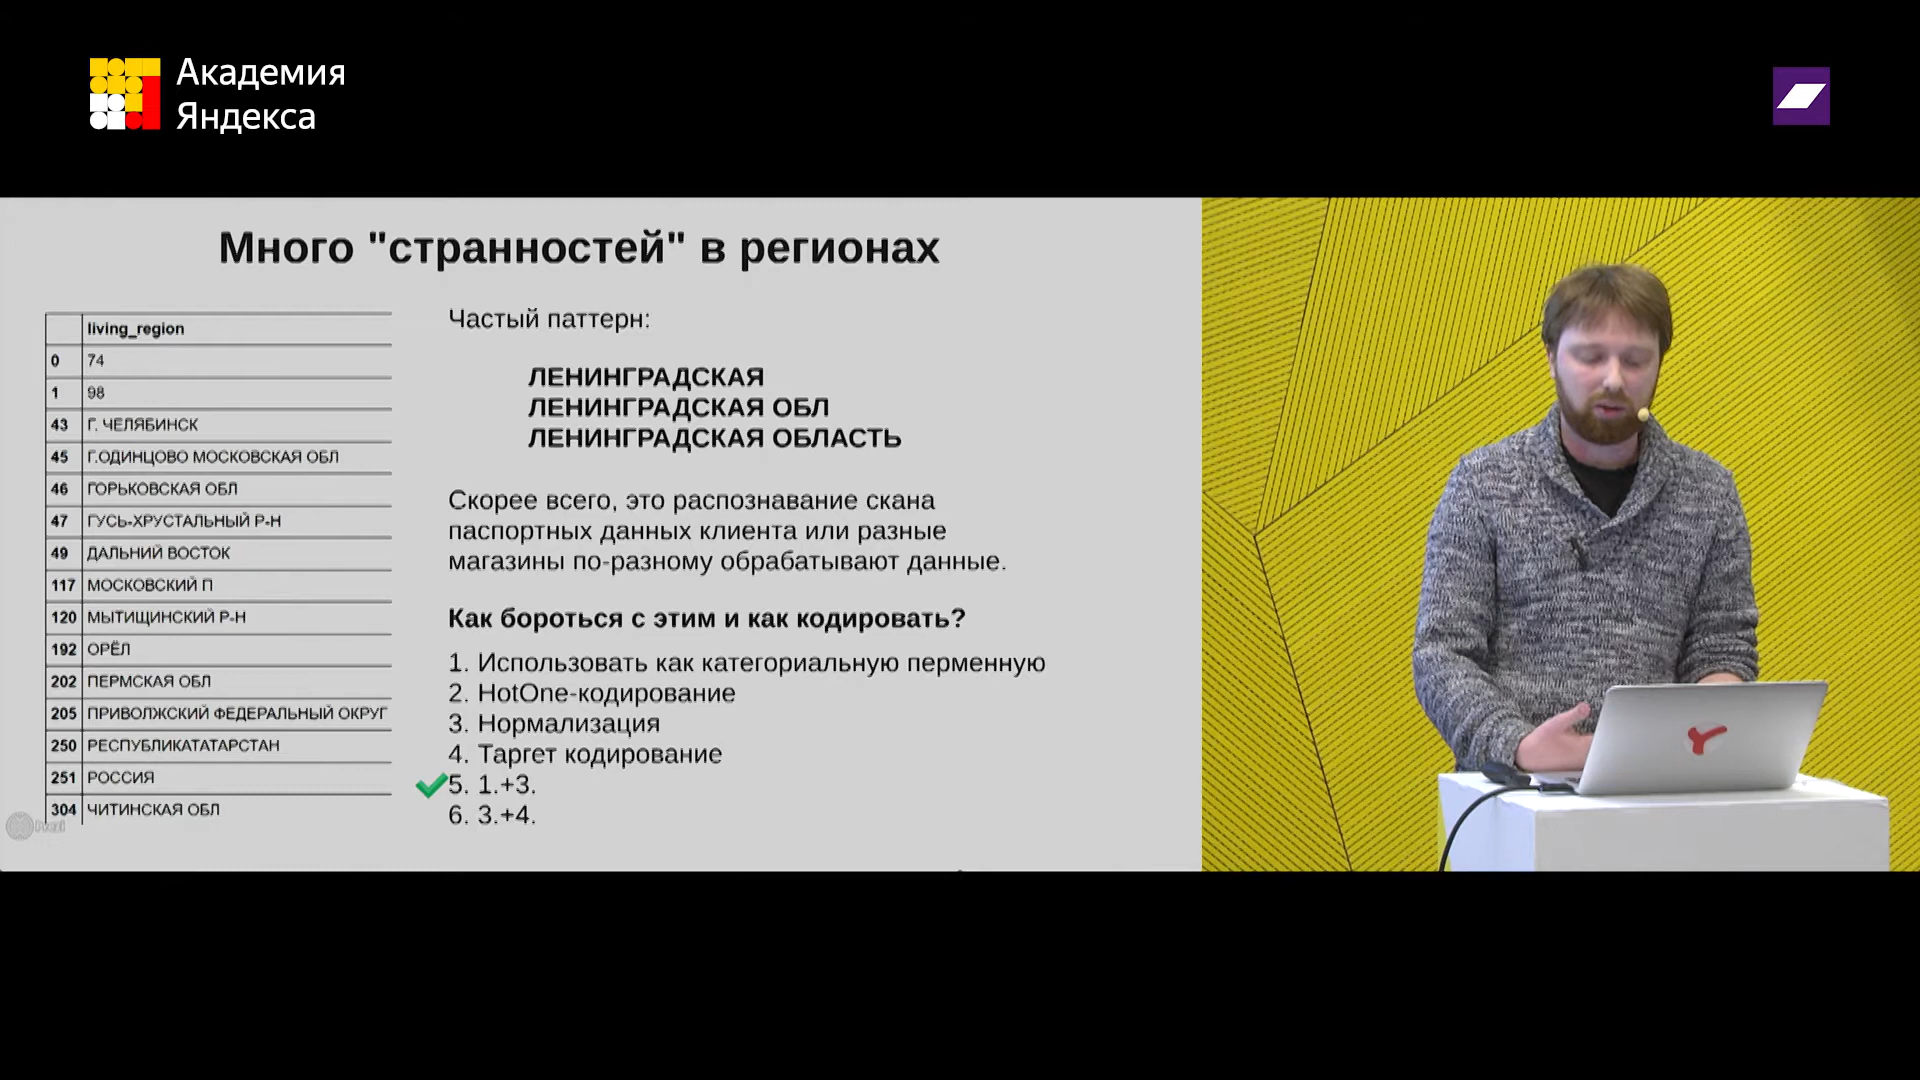 Академия
Яндекса
Много "странностей" в регионах
living_region
0 74
1 98
43 Г. ЧЕЛЯБИНСК
45 Г.ОДИНЦОВО МОСКОВСКАЯ ОБЛ
46 ГОРЬКОВСКАЯ ОБЛ
47 ГУСЬ-ХРУСТАЛЬНЫЙ Р-Н
49 ДАЛЬНИЙ ВОСТОК
117 МОСКОВСКИЙ П
120 МЫТИЩИНСКИЙ Р-Н
192 ОРЁЛ
202 ПЕРМСКАЯ ОБЛ
205 ПРИВОЛЖСКИЙ ФЕДЕРАЛЬНЫЙ ОКРУГ
250 РЕСПУБЛИКАТАТАРСТАН
251 РОССИЯ
304 ЧИТИНСКАЯ ОБЛ
Частый паттерн:
ЛЕНИНГРАДСКАЯ
ЛЕНИНГРАДСКАЯ ОБЛ
ЛЕНИНГРАДСКАЯ ОБЛАСТЬ
Скорее всего, это распознавание скана
паспортных данных клиента или разные
магазины по-разному обрабатывают данные.
Как бороться с этим и как кодировать?
1. Использовать как категориальную перменную
2. HotOne-кодирование
3. Нормализация
4. Таргет кодирование
5. 1.+3.
6. 3.+4.